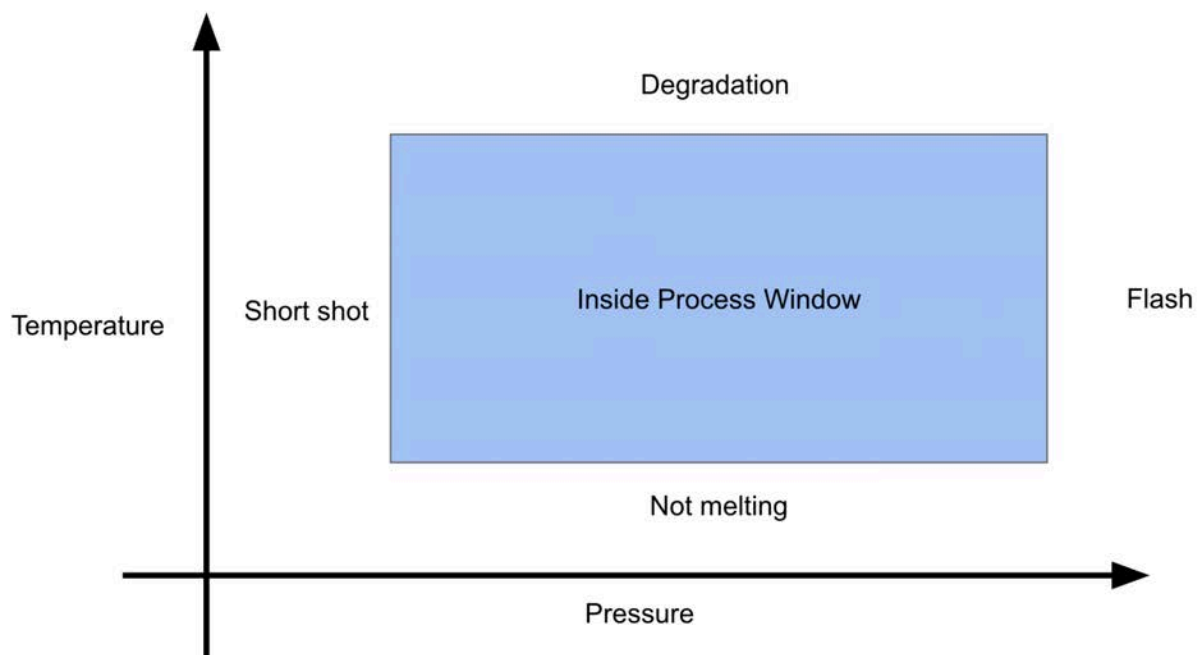 Degradation
Temperature
Short shot
Inside Process Window
Flash
Not melting
Pressure